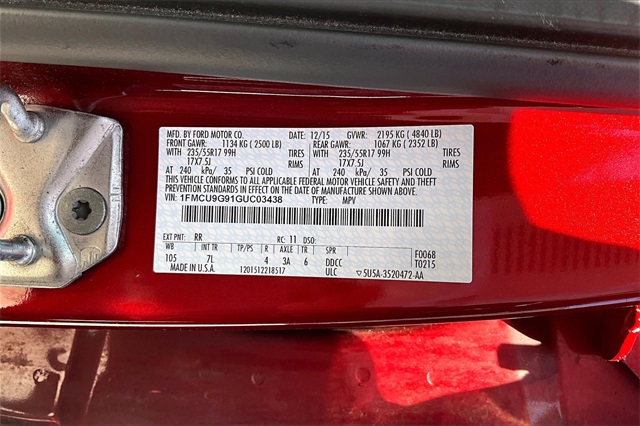 MFD. BY FORD MOTOR CO. 12/15 GVWR: 2195 KG ( 4840 LB)
FRONT GAWR: 1134 KG ( 2500 LB) REAR GAWR: 1067 KG ( 2352 LB)
WITH 235/55R17 99H TIRES WITH 235/55R17 99H TIRES
17X7.5J RIMS 17X7.5J RIMS
AT 240 kPa/ 35 PSI COLD AT 240 kPa/ 35 PSI COLD
THIS VEHICLE CONFORMS TO ALL APPLICABLE FEDERAL MOTOR VEHICLE SAFETY AND THEFT
PREVENTION STANDARDS IN EFFECT ON THE DATE OF MANUFACTURE SHOWN ABOVE.
VIN: 1FMCU9G91GUC03438 TYPE: MPV
EXT PNT: RR RC: 11 DSO:
WB INT TR TP/PS R AXLE TR SPR F0068
105 7L 4 3A 6 DDCC T0215
MADE IN U.S.A. 1201512218517 ULC 5U5A-3520472-AA